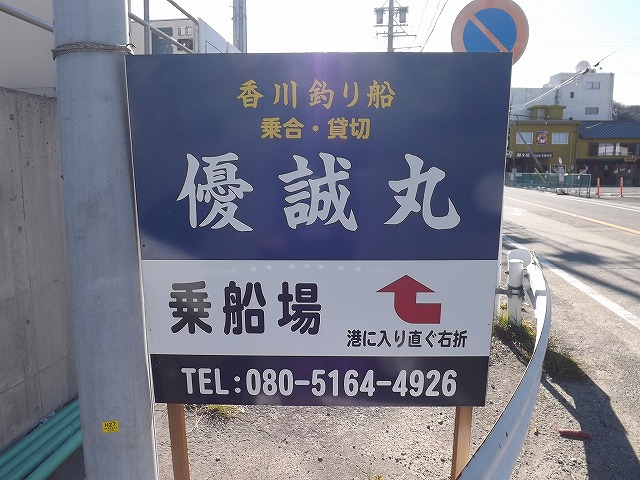 香川釣り船
乗合・貸切
優誠丸
乗船場
港に入り直ぐ右折
TEL:080-5164-4926